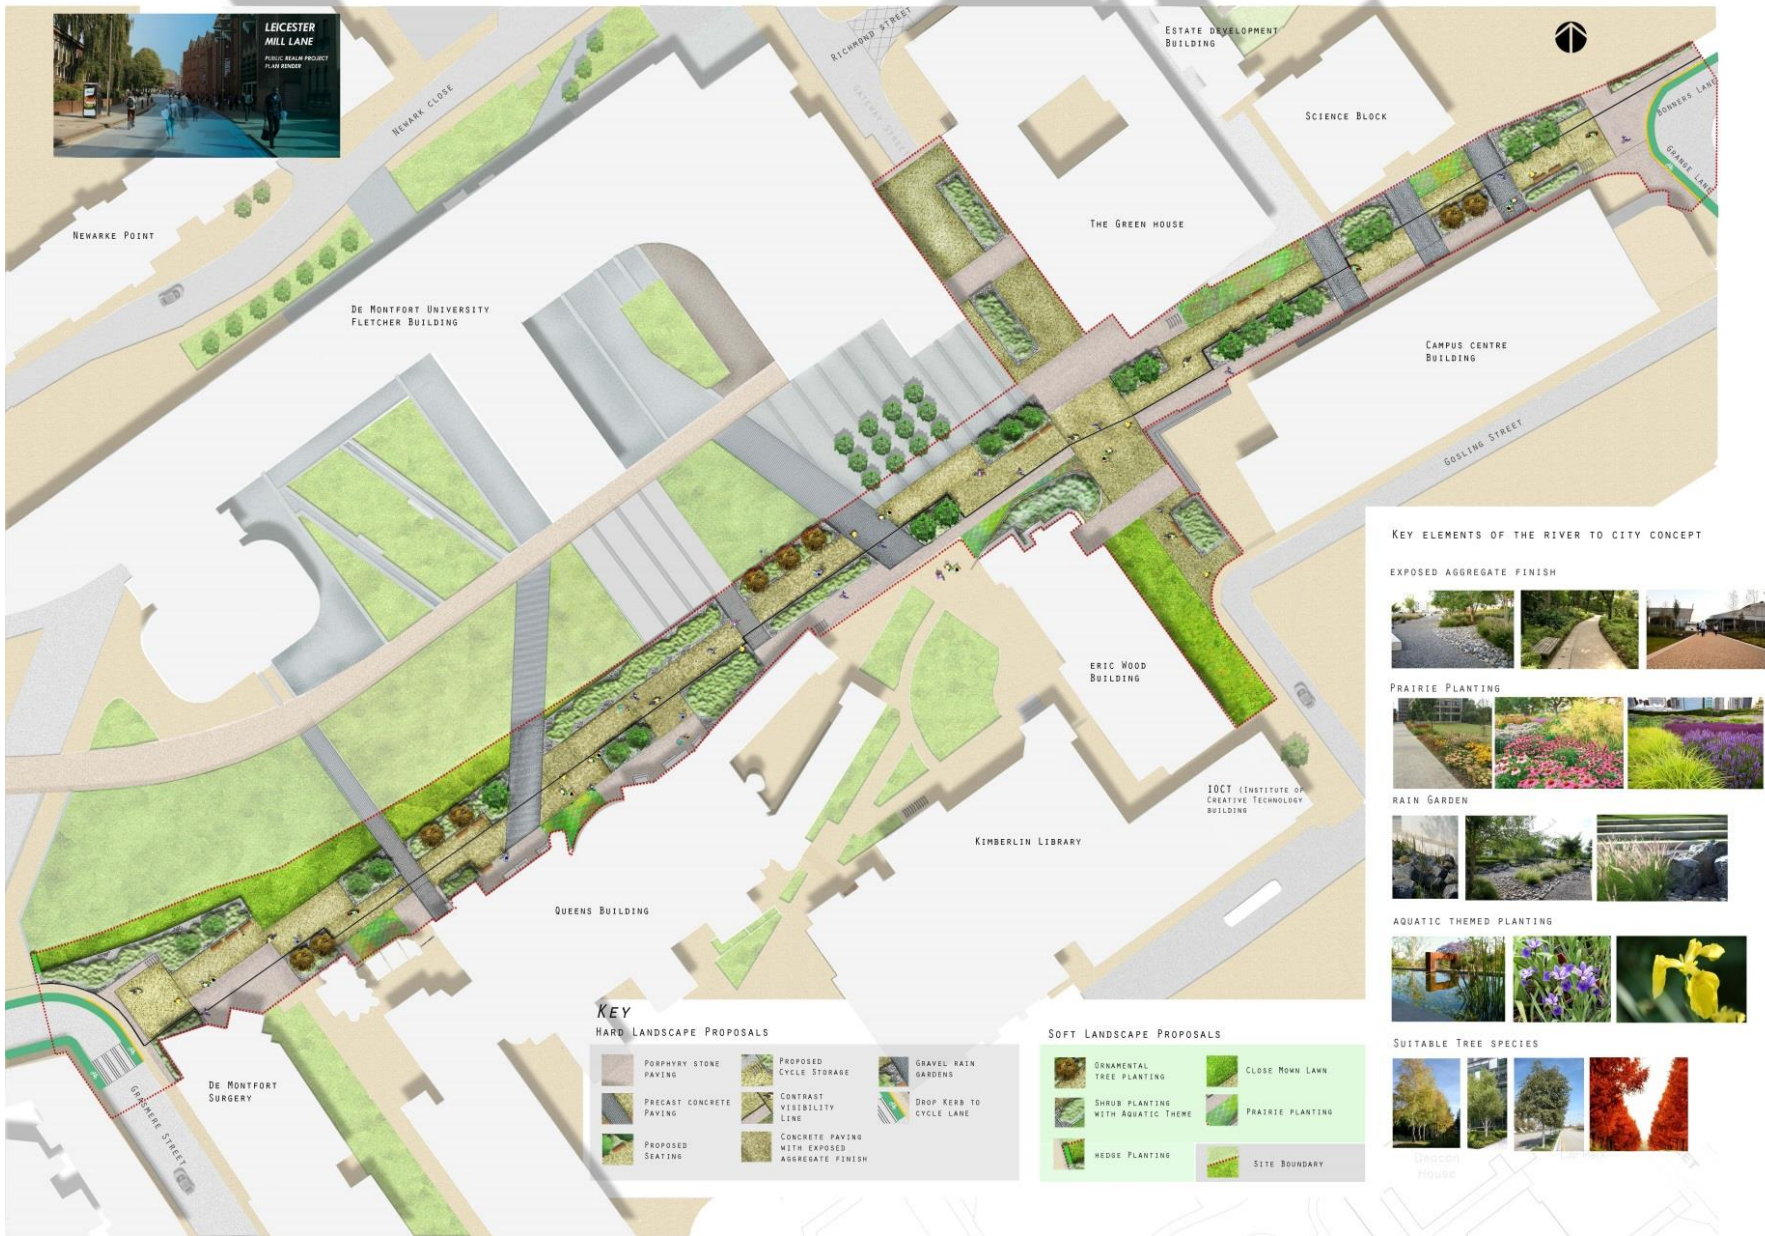 LEICESTER
MILL LANE
PUBLIC REALM PROJECT
PLAN RENDER
NEWARK CLOSE
RICHMOND STREET
GATEWAY STREET
ESTATE DEVELOPMENT
BUILDING
SCIENCE BLOCK
BONNERS LANE
GRANGE LANE
NEWARKE POINT
THE GREEN HOUSE
DE MONTFORT UNIVERSITY
FLETCHER BUILDING
CAMPUS CENTRE
BUILDING
GOSLING STREET
ERIC WOOD
BUILDING
IOCT (INSTITUTE OF
CREATIVE TECHNOLOGY
BUILDING
KIMBERLIN LIBRARY
QUEENS BUILDING
DE MONTFORT
SURGERY
GRASMERE STREET
KEY ELEMENTS OF THE RIVER TO CITY CONCEPT
EXPOSED AGGREGATE FINISH
PRAIRIE PLANTING
RAIN GARDEN
AQUATIC THEMED PLANTING
SUITABLE TREE SPECIES
Deacon
House
KEY
HARD LANDSCAPE PROPOSALS
PORPHYRY STONE
PAVING
PRECAST CONCRETE
PAVING
PROPOSED
SEATING
PROPOSED
CYCLE STORAGE
CONTRAST
VISIBILITY
LINE
CONCRETE PAVING
WITH EXPOSED
AGGREGATE FINISH
GRAVEL RAIN
GARDENS
DROP KERB TO
CYCLE LANE
SOFT LANDSCAPE PROPOSALS
ORNAMENTAL
TREE PLANTING
SHRUB PLANTING
WITH AQUATIC THEME
HEDGE PLANTING
CLOSE MOWN LAWN
PRAIRIE PLANTING
SITE BOUNDARY